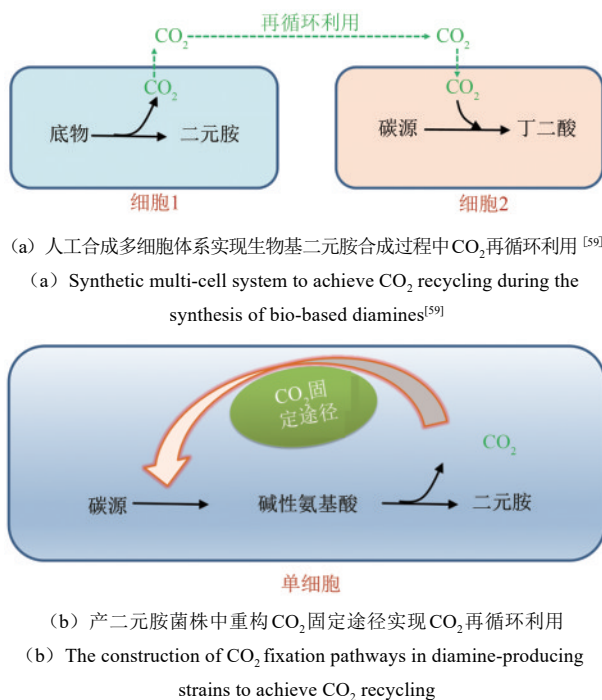 再循环利用
CO₂ CO₂
CO₂ CO₂
底物 二元胺 碳源 丁二酸
细胞1 细胞2
(a)人工合成多细胞体系实现生物基二元胺合成过程中CO₂再循环利用[59]
(a)Synthetic multi-cell system to achieve CO₂ recycling during the
synthesis of bio-based diamines[59]
CO₂固
定途径
CO₂
碳源 碱性氨基酸 二元胺
单细胞
(b)产二元胺菌株中重构CO₂固定途径实现CO₂再循环利用
(b)The construction of CO₂ fixation pathways in diamine-producing
strains to achieve CO₂ recycling